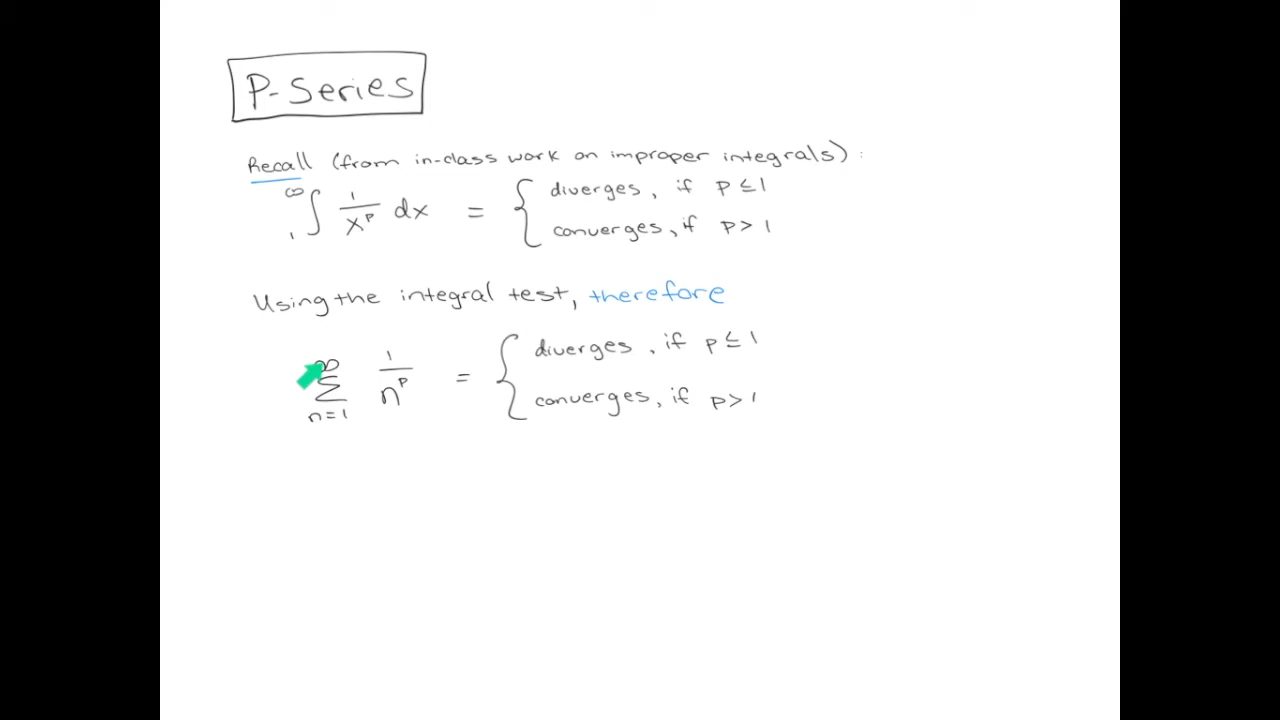 P-Series
Recall (from in-class work on improper integrals):
∫₁^∞ 1/x^p dx = { diverges, if p ≤ 1
converges, if p > 1
Using the integral test, therefore
∑_{n=1}^∞ 1/n^p = { diverges, if p ≤ 1
converges, if p > 1